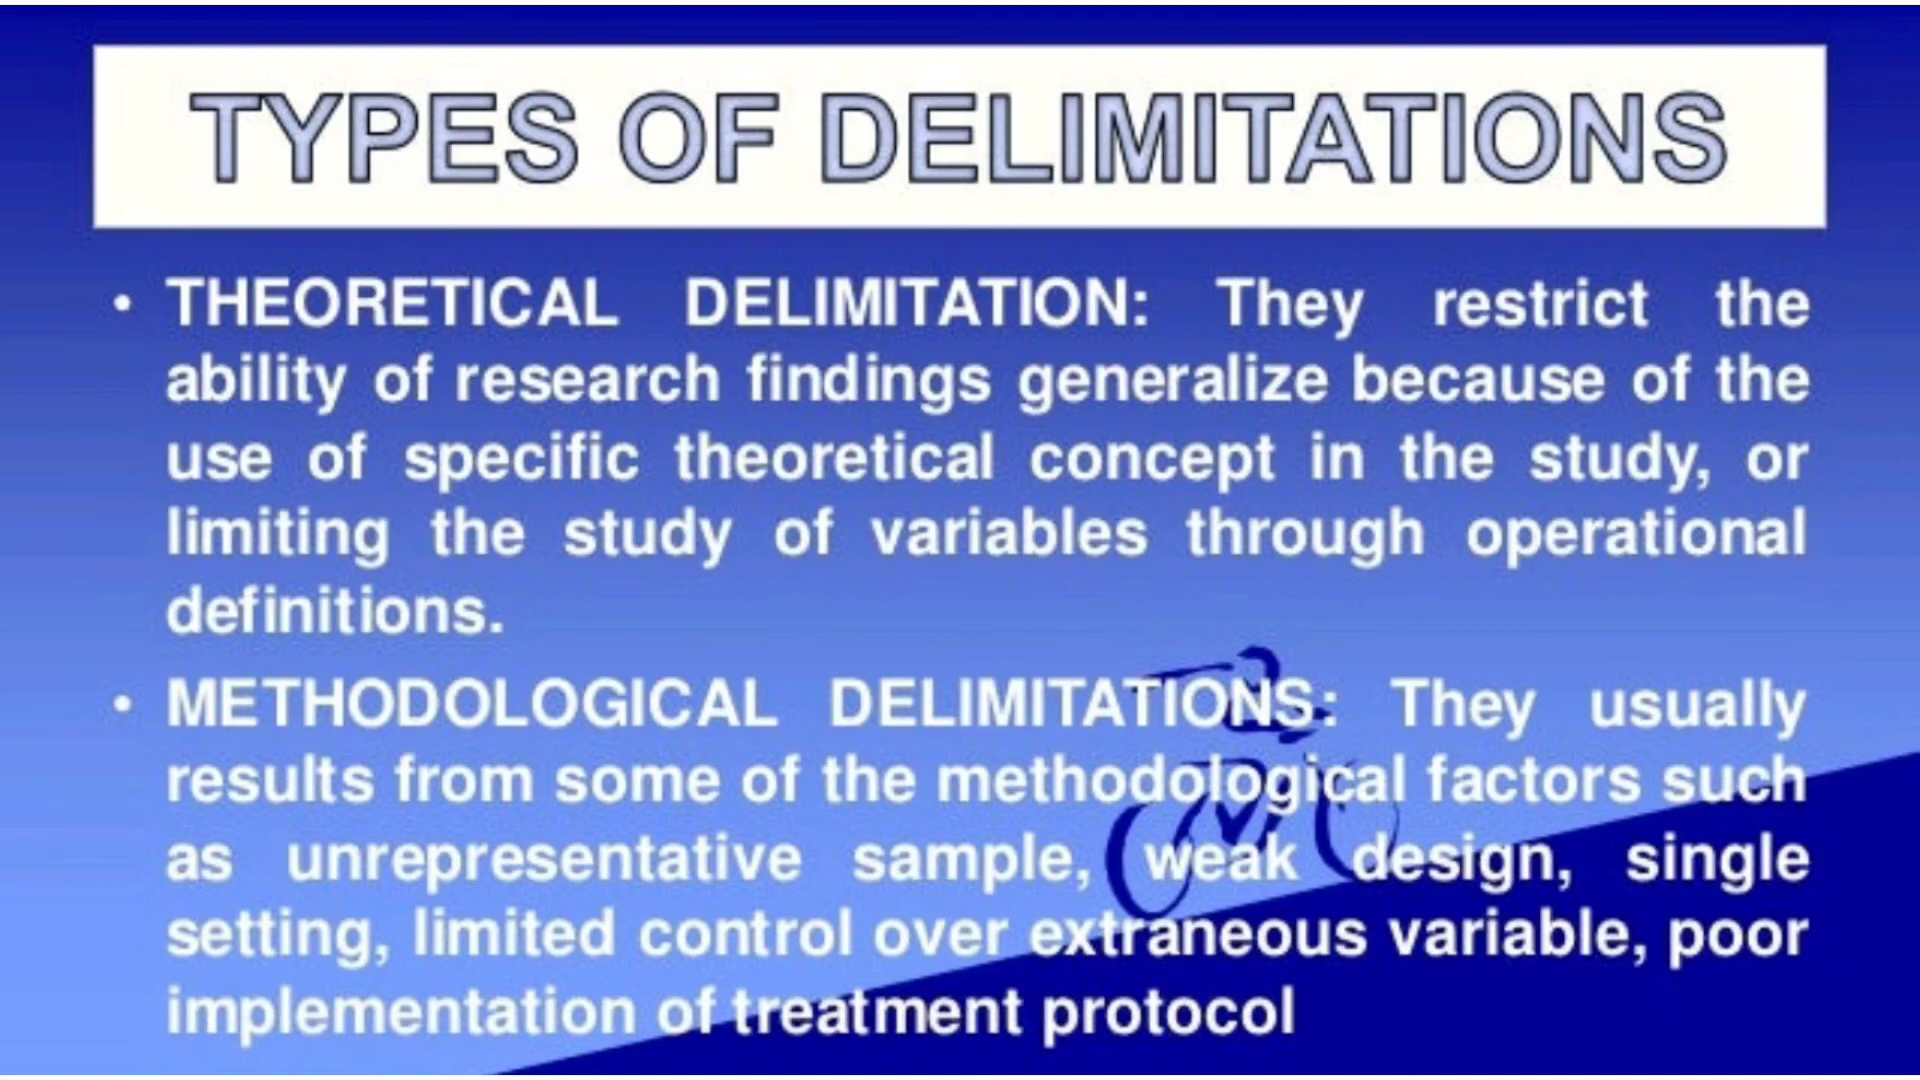 TYPES OF DELIMITATIONS
• THEORETICAL DELIMITATION: They restrict the
ability of research findings generalize because of the
use of specific theoretical concept in the study, or
limiting the study of variables through operational
definitions.
• METHODOLOGICAL DELIMITATIONS: They usually
results from some of the methodological factors such
as unrepresentative sample, weak design, single
setting, limited control over extraneous variable, poor
implementation of treatment protocol